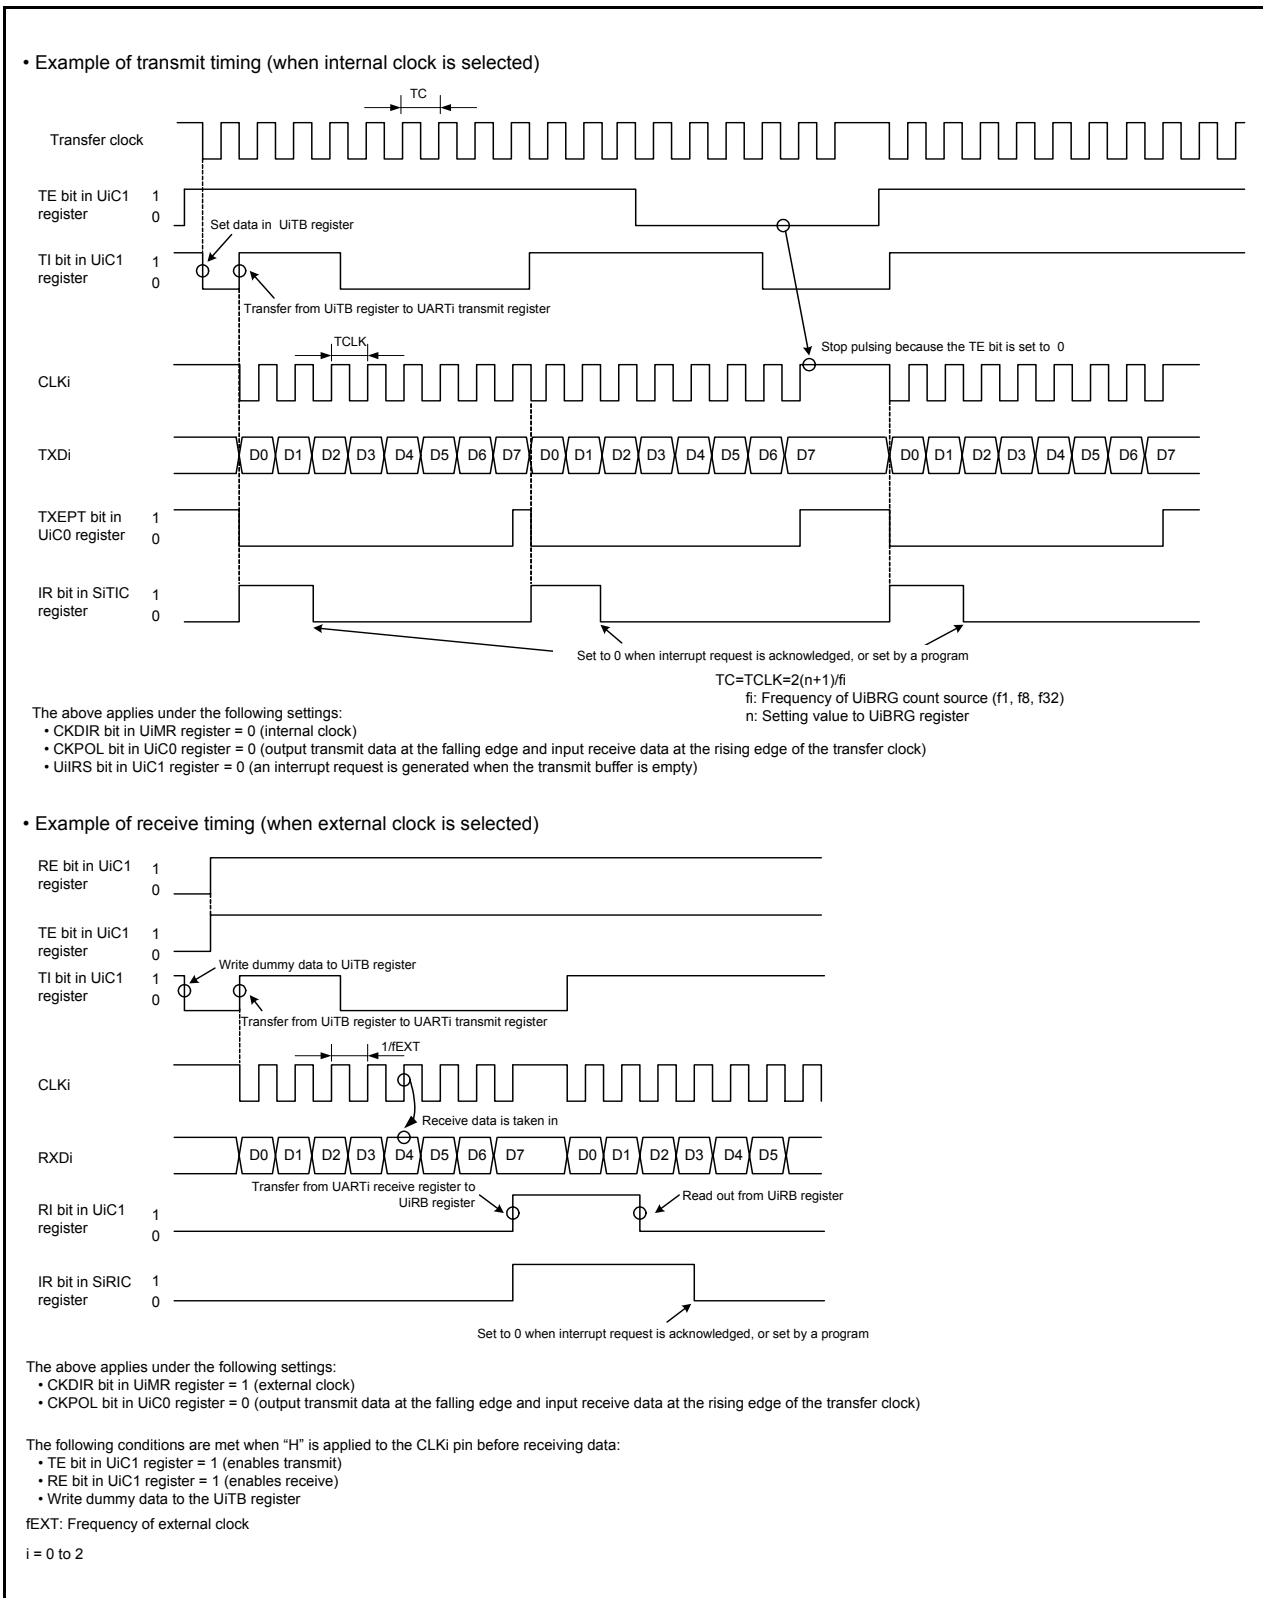 • Example of transmit timing (when internal clock is selected)
TC
Transfer clock
TE bit in UiC1
register
1
0
Set data in UiTB register
TI bit in UiC1
register
1
0
Transfer from UiTB register to UARTi transmit register
TCLK
Stop pulsing because the TE bit is set to 0
CLKi
TXDi
D0 D1 D2 D3 D4 D5 D6 D7 D0 D1 D2 D3 D4 D5 D6 D7 D0 D1 D2 D3 D4 D5 D6 D7
TXEPT bit in
UiC0 register
1
0
IR bit in SiTIC
register
1
0
Set to 0 when interrupt request is acknowledged, or set by a program
TC=TCLK=2(n+1)/fi
fi: Frequency of UiBRG count source (f1, f8, f32)
n: Setting value to UiBRG register
The above applies under the following settings:
• CKDIR bit in UiMR register = 0 (internal clock)
• CKPOL bit in UiC0 register = 0 (output transmit data at the falling edge and input receive data at the rising edge of the transfer clock)
• UiIRS bit in UiC1 register = 0 (an interrupt request is generated when the transmit buffer is empty)
• Example of receive timing (when external clock is selected)
RE bit in UiC1
register
1
0
TE bit in UiC1
register
1
0
Write dummy data to UiTB register
TI bit in UiC1
register
1
0
Transfer from UiTB register to UARTi transmit register
1/fEXT
CLKi
Receive data is taken in
RXDi
D0 D1 D2 D3 D4 D5 D6 D7 D0 D1 D2 D3 D4 D5
Transfer from UARTi receive register to
UiRB register
Read out from UiRB register
RI bit in UiC1
register
1
0
IR bit in SiRIC
register
1
0
Set to 0 when interrupt request is acknowledged, or set by a program
The above applies under the following settings:
• CKDIR bit in UiMR register = 1 (external clock)
• CKPOL bit in UiC0 register = 0 (output transmit data at the falling edge and input receive data at the rising edge of the transfer clock)
The following conditions are met when “H” is applied to the CLKi pin before receiving data:
• TE bit in UiC1 register = 1 (enables transmit)
• RE bit in UiC1 register = 1 (enables receive)
• Write dummy data to the UiTB register
fEXT: Frequency of external clock
i = 0 to 2